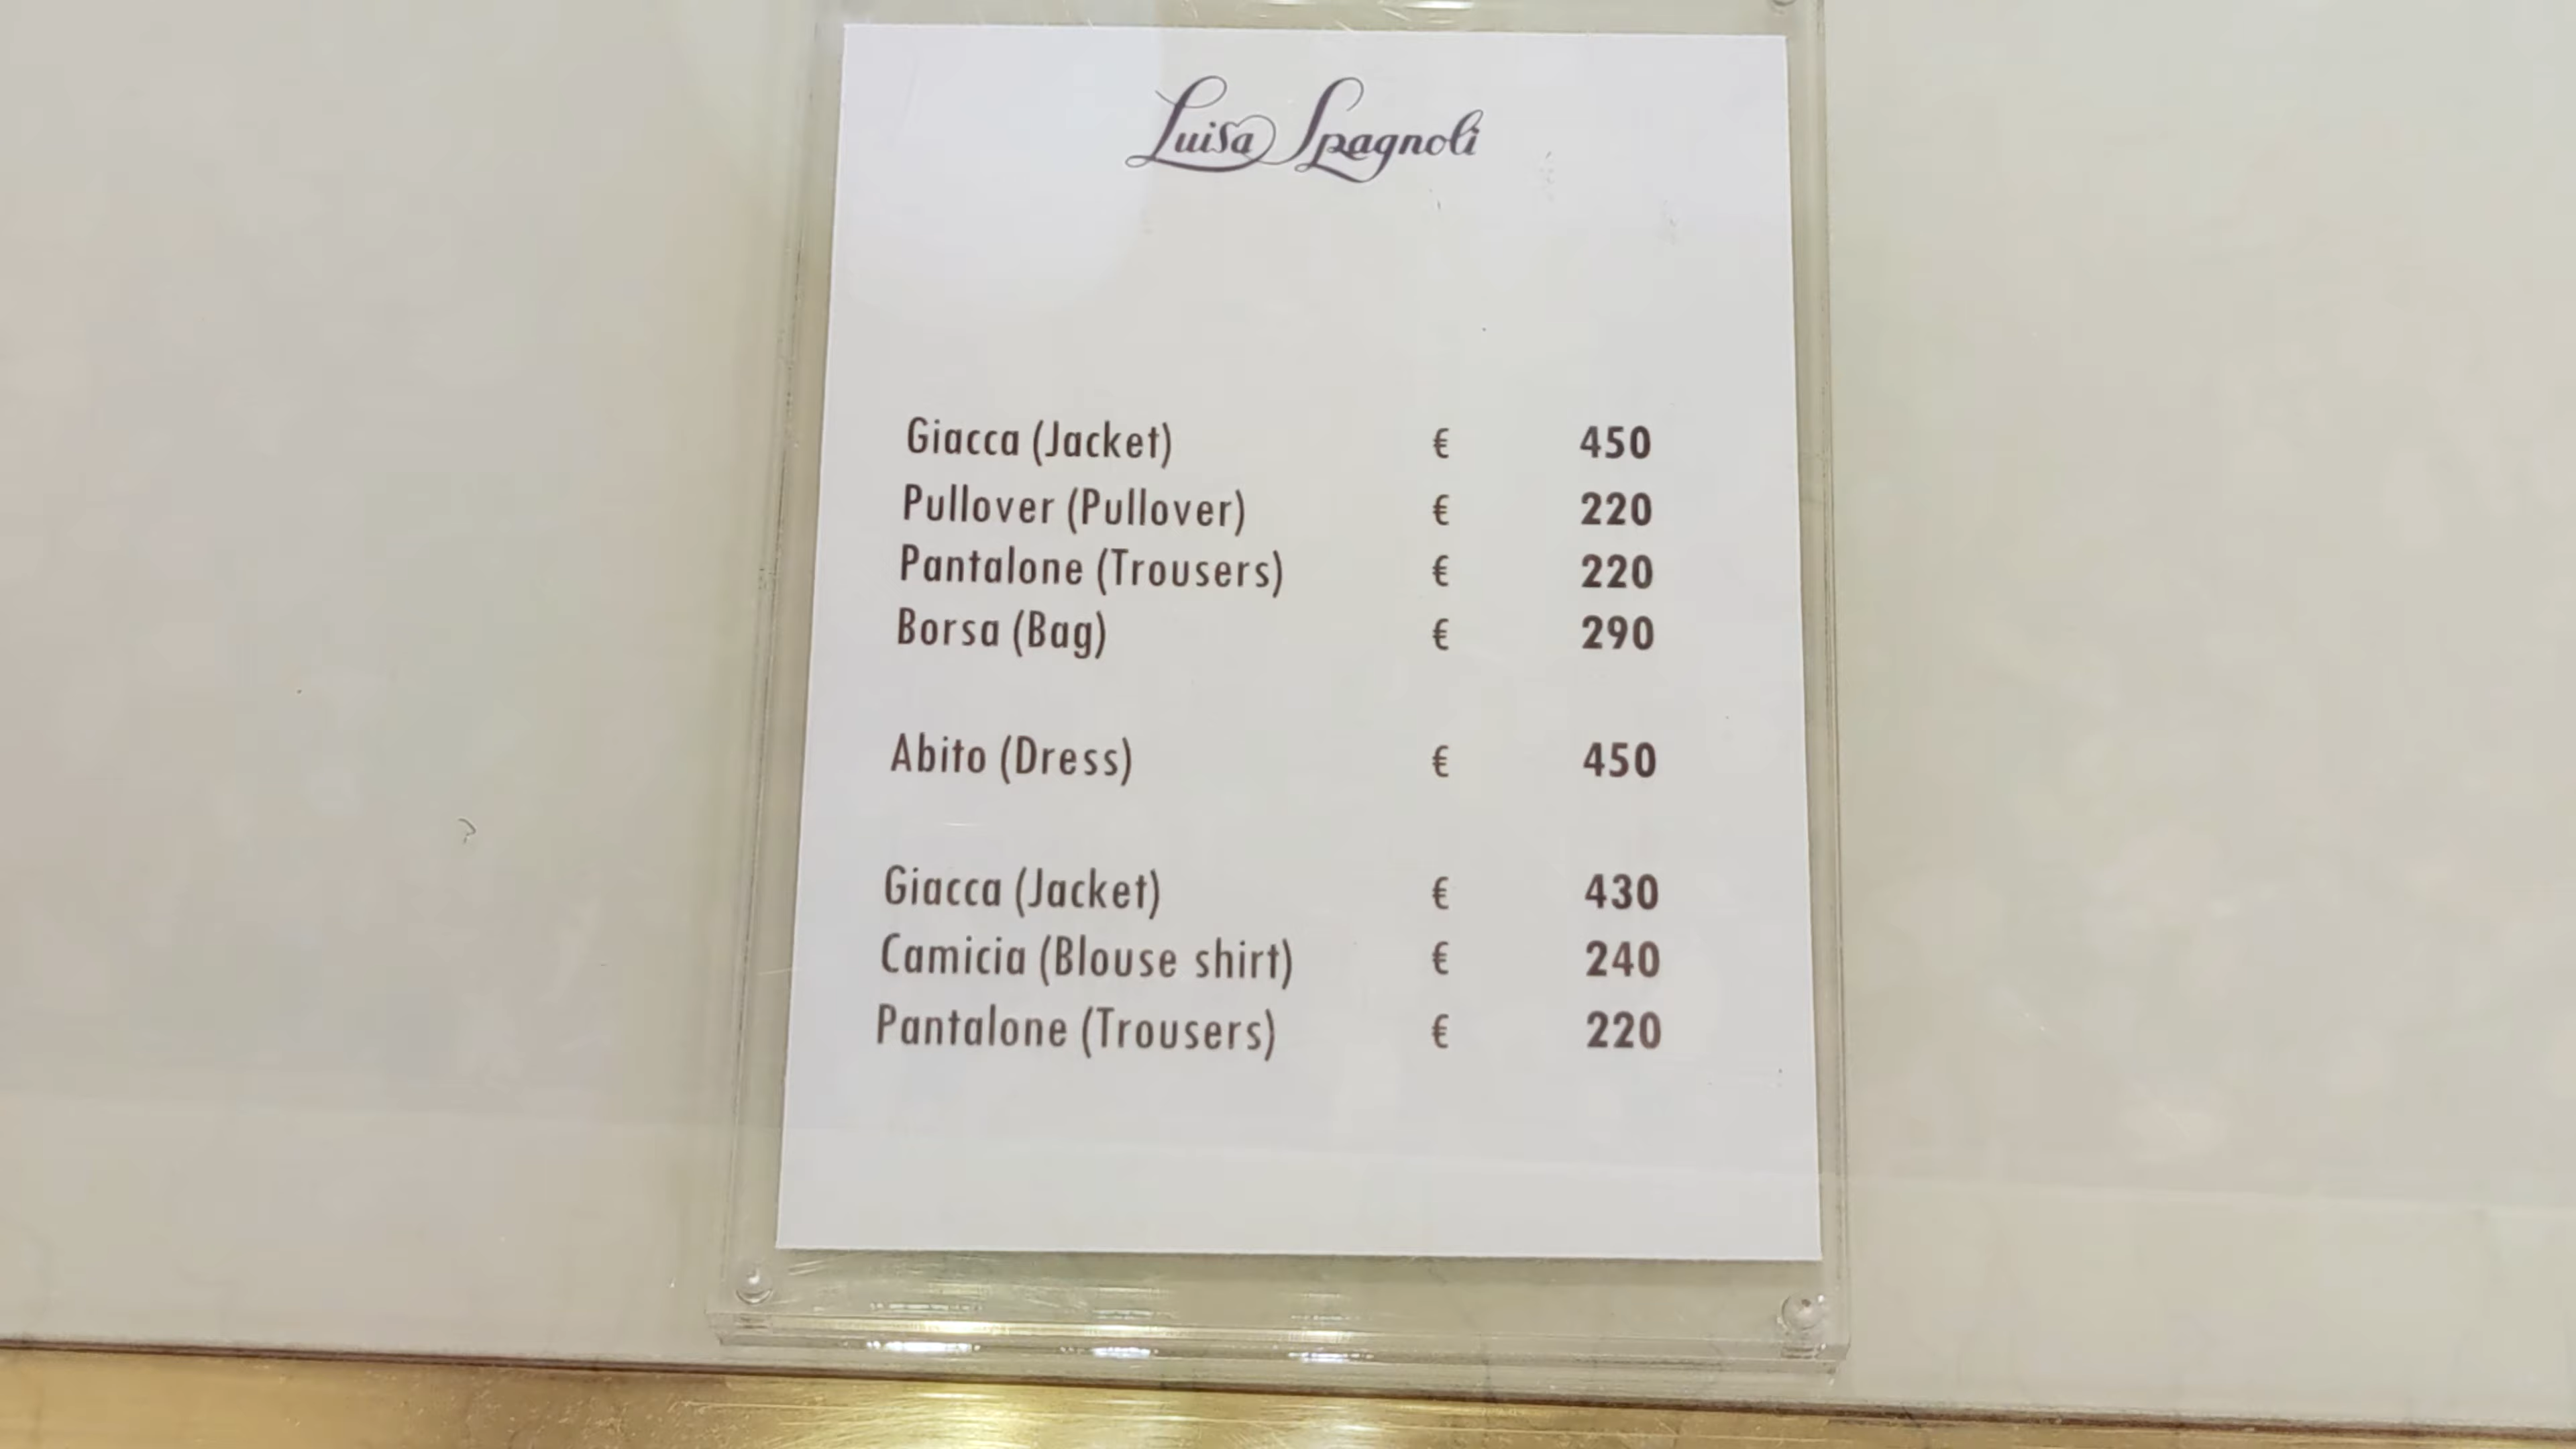 Luisa Spagnoli
Giacca (Jacket) € 450
Pullover (Pullover) € 220
Pantalone (Trousers) € 220
Borsa (Bag) € 290
Abito (Dress) € 450
Giacca (Jacket) € 430
Camicia (Blouse shirt) € 240
Pantalone (Trousers) € 220